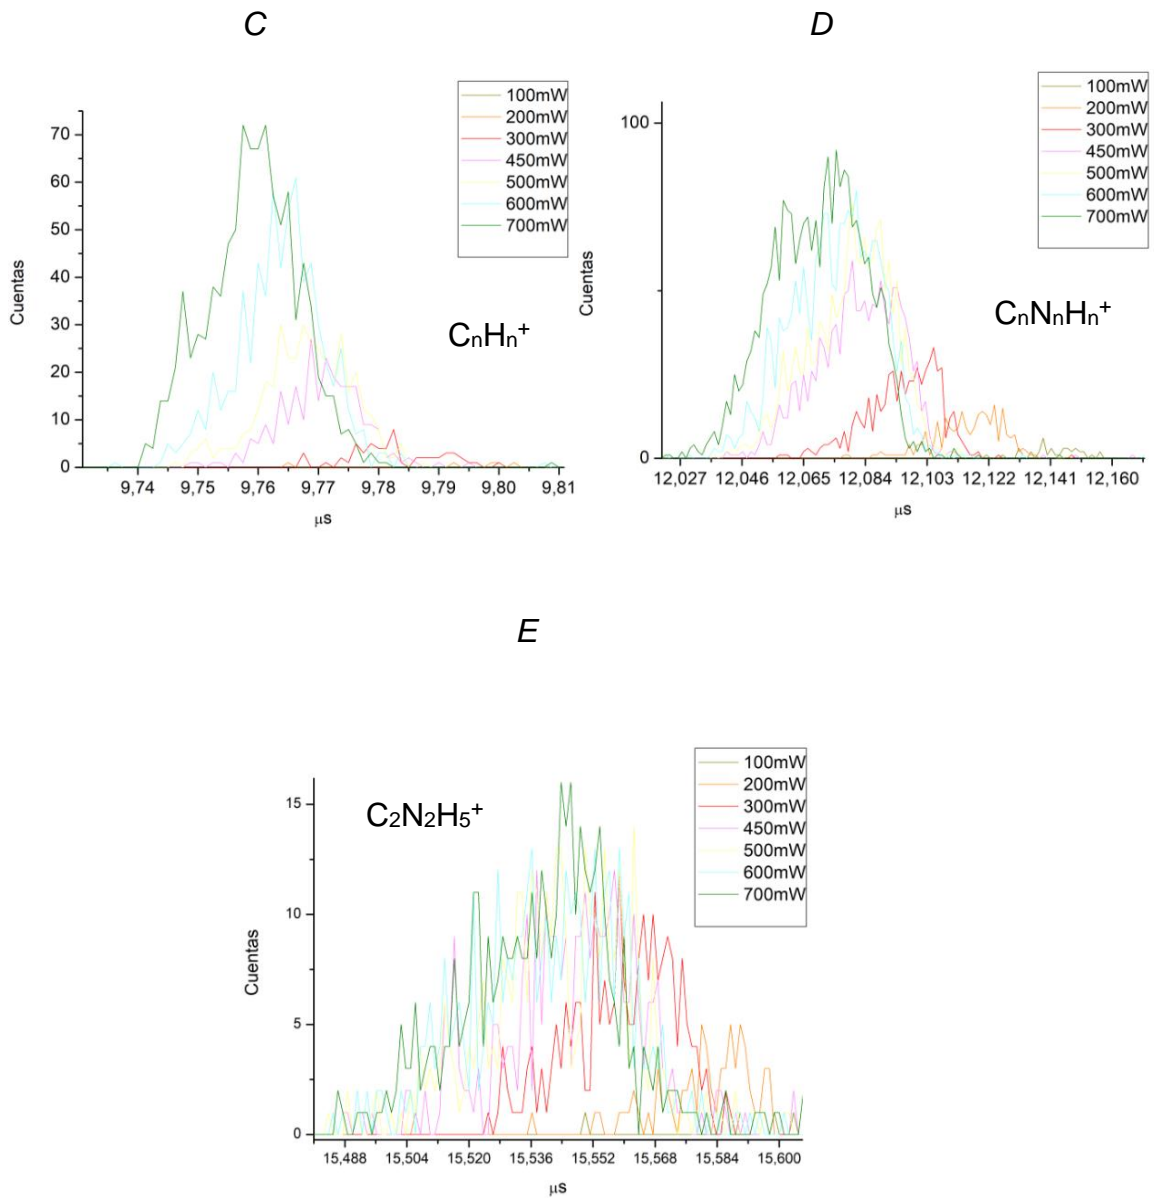 C
Cuentas
70
60
50
40
30
20
10
0
9,74 9,75 9,76 9,77 9,78 9,79 9,80 9,81
μs
100mW
200mW
300mW
450mW
500mW
600mW
700mW
CnHn+
D
Cuentas
100
0
12,027 12,046 12,065 12,084 12,103 12,122 12,141 12,160
μs
100mW
200mW
300mW
450mW
500mW
600mW
700mW
CnNnHn+
E
Cuentas
15
10
5
0
15,488 15,504 15,520 15,536 15,552 15,568 15,584 15,600
μs
C2N2H5+
100mW
200mW
300mW
450mW
500mW
600mW
700mW